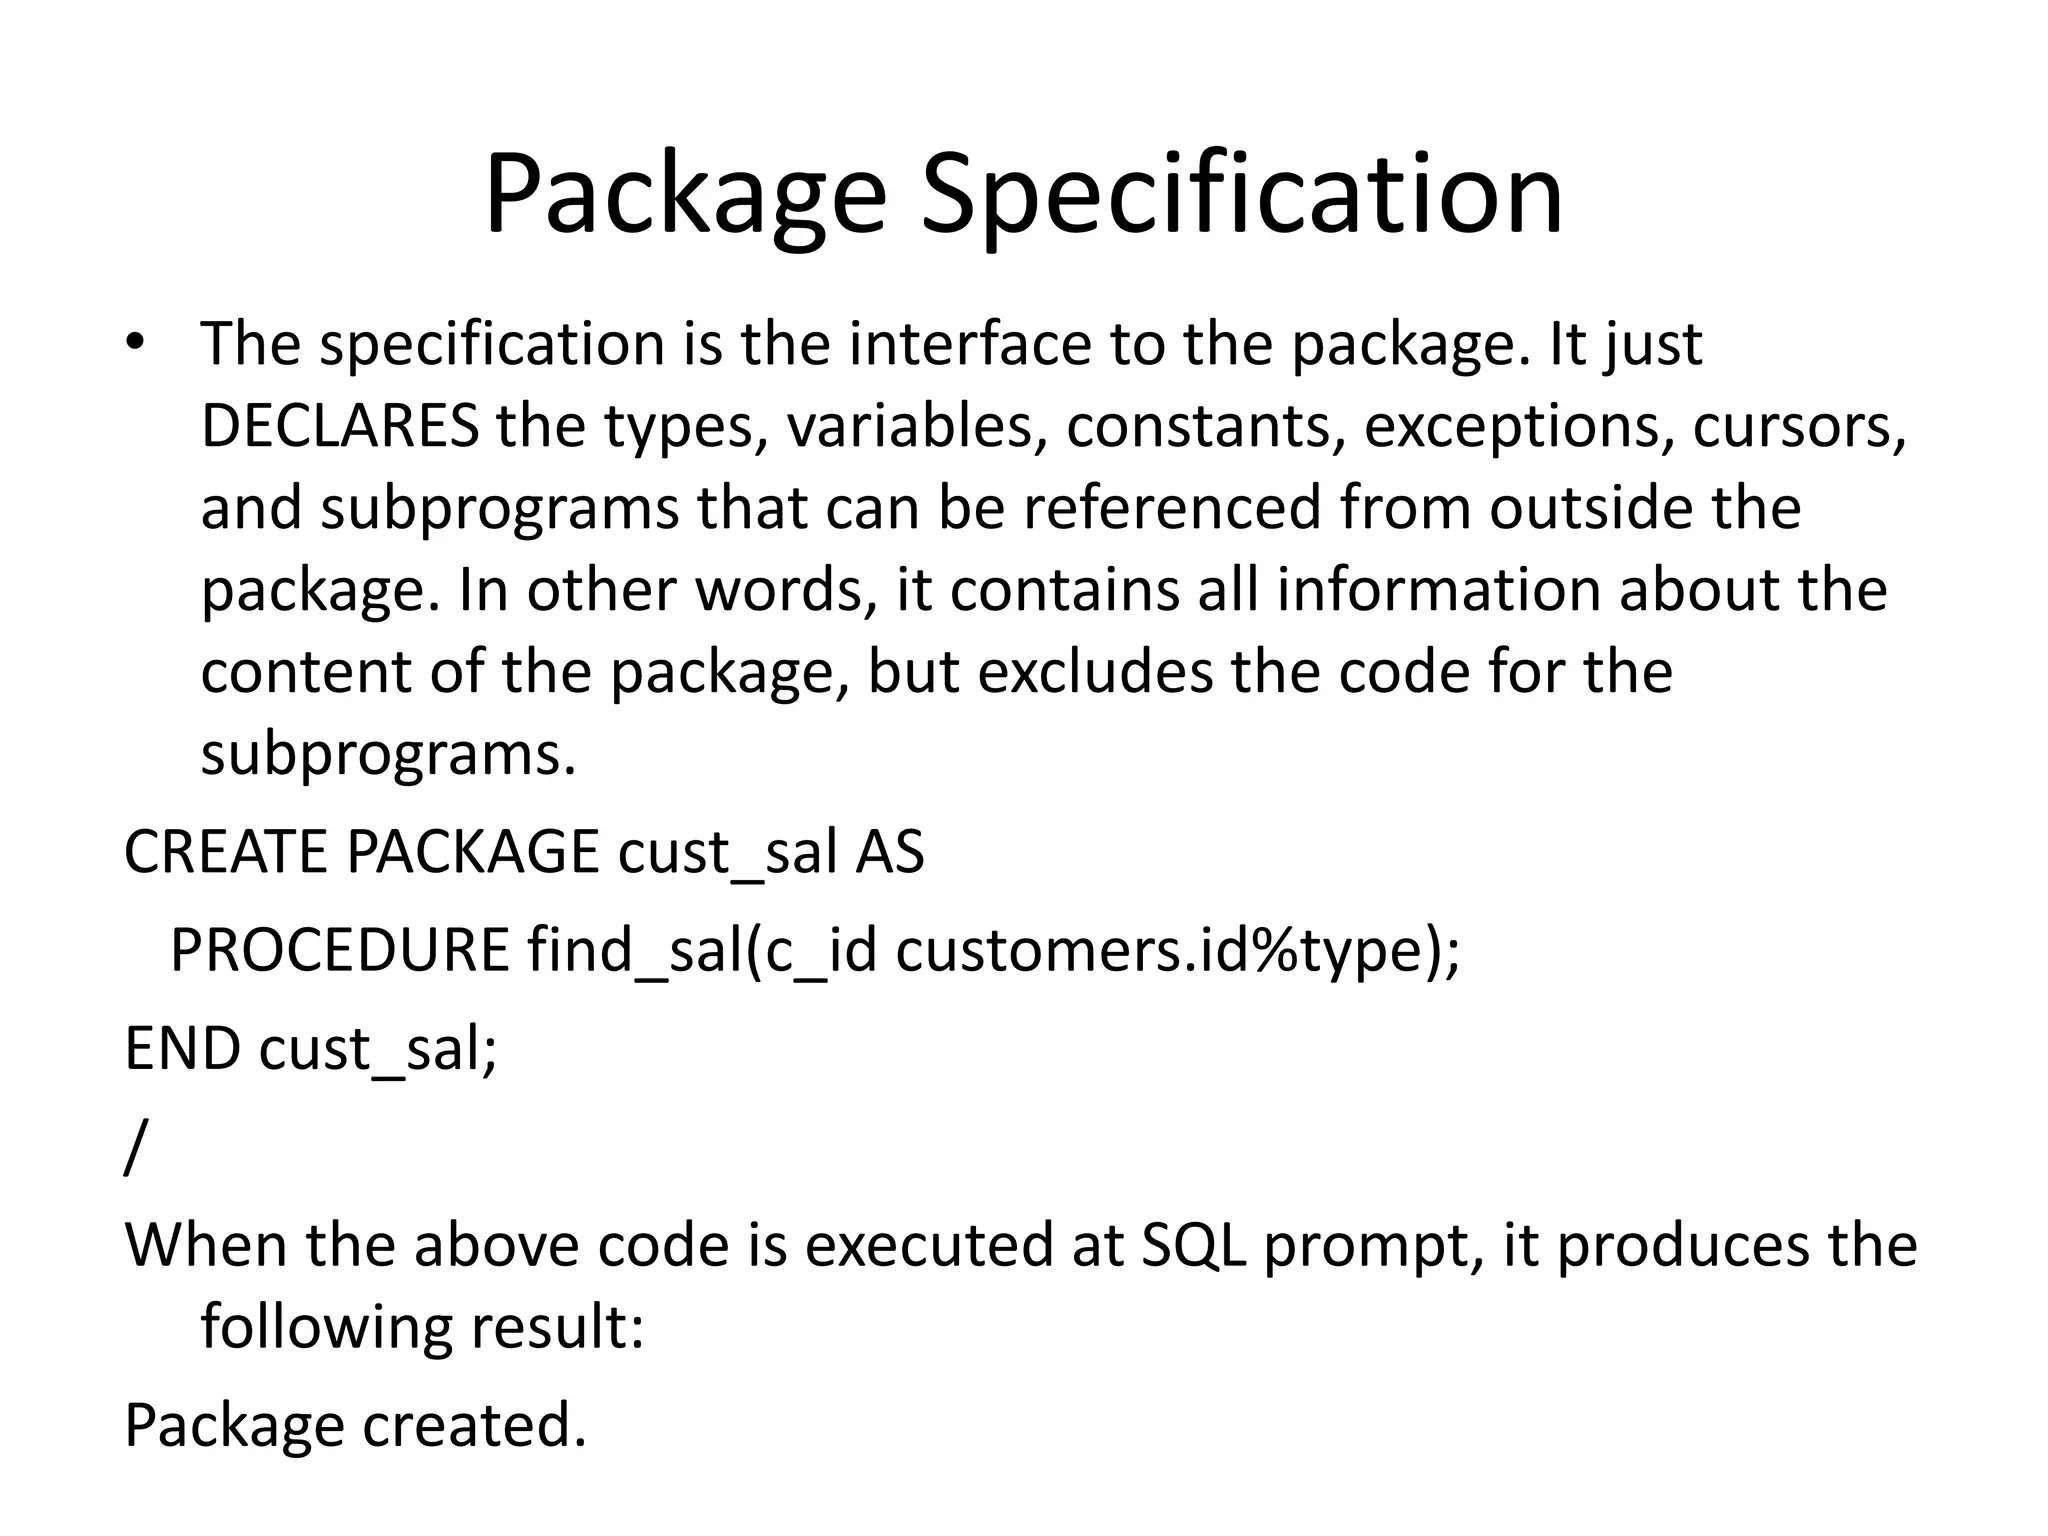 Package Specification
• The specification is the interface to the package. It just
DECLARES the types, variables, constants, exceptions, cursors,
and subprograms that can be referenced from outside the
package. In other words, it contains all information about the
content of the package, but excludes the code for the
subprograms.
CREATE PACKAGE cust_sal AS
PROCEDURE find_sal(c_id customers.id%type);
END cust_sal;
/
When the above code is executed at SQL prompt, it produces the
following result:
Package created.